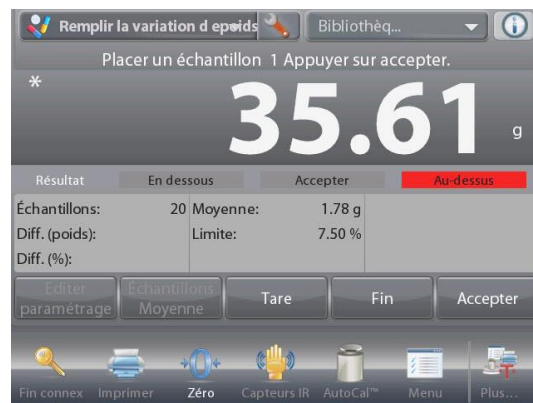 Remplir la variation d epoids Bibliothèq...
Placer un échantillon 1 Appuyer sur accepter.
*
35.61 g
Résultat En dessous Accepter Au-dessus
Échantillons: 20 Moyenne: 1.78 g
Diff. (poids): Limite: 7.50 %
Diff. (%):
Editer paramétrage Échantillons Moyenne Tare Fin Accepter
Fin connex Imprimer Zéro Capteurs IR AutoCal™ Menu Plus...